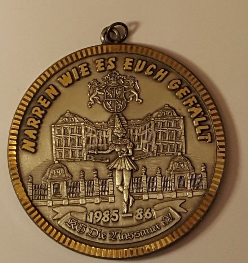 NARREN WIE ES EUCH GEFÄLLT
1985-86
Die